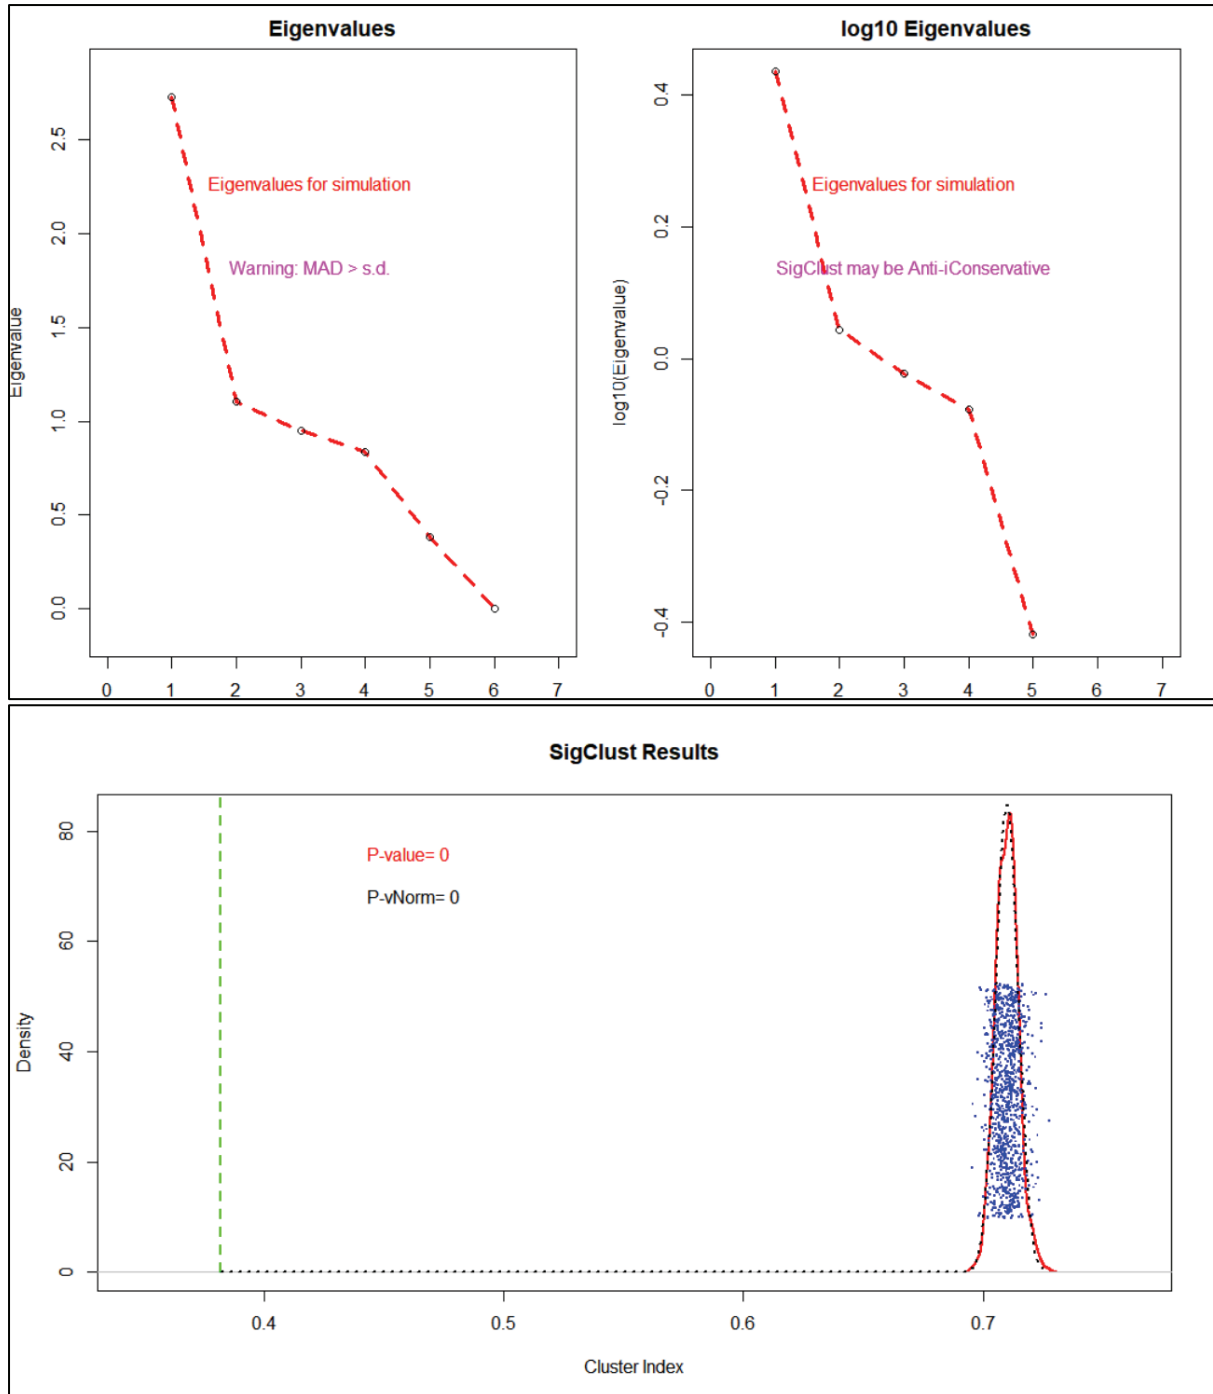 Eigenvalues
Eigenvalue
2.5
2.0
1.5
1.0
0.5
0.0
Eigenvalues for simulation
Warning: MAD > s.d.
0 1 2 3 4 5 6 7
log10 Eigenvalues
log10(Eigenvalue)
0.4
0.2
0.0
-0.2
-0.4
Eigenvalues for simulation
SigClust may be Anti-iConservative
0 1 2 3 4 5 6 7
SigClust Results
Density
80
60
40
20
0
P-value= 0
P-vNorm= 0
0.4 0.5 0.6 0.7
Cluster Index